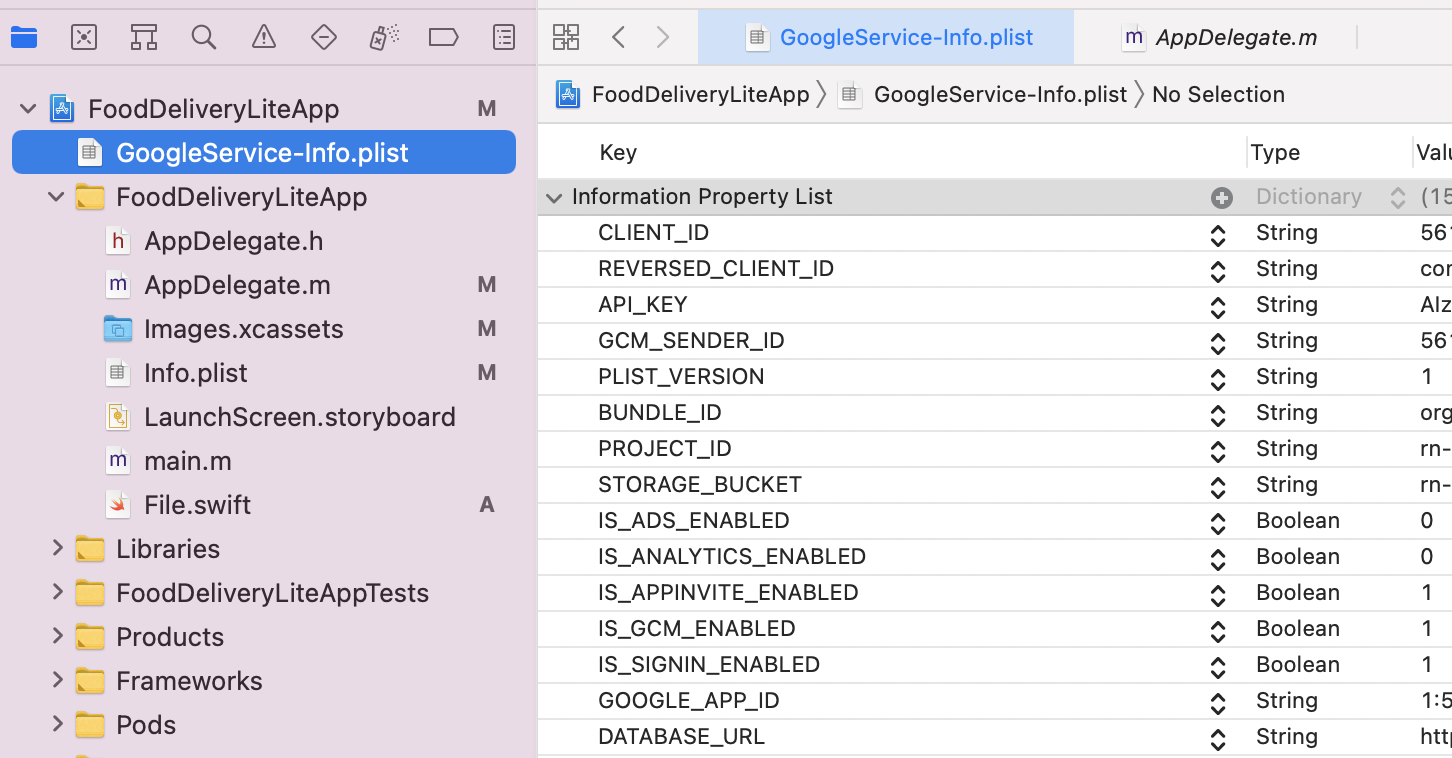 FoodDeliveryLiteApp M
GoogleService-Info.plist
FoodDeliveryLiteApp
h AppDelegate.h
m AppDelegate.m M
Images.xcassets M
Info.plist M
LaunchScreen.storyboard
m main.m
File.swift A
Libraries
FoodDeliveryLiteAppTests
Products
Frameworks
Pods
GoogleService-Info.plist
m AppDelegate.m
FoodDeliveryLiteApp GoogleService-Info.plist No Selection
Key Type Valu
Information Property List Dictionary (15
CLIENT_ID String 561
REVERSED_CLIENT_ID String com
API_KEY String AIz
GCM_SENDER_ID String 561
PLIST_VERSION String 1
BUNDLE_ID String org
PROJECT_ID String rn-
STORAGE_BUCKET String rn-
IS_ADS_ENABLED Boolean 0
IS_ANALYTICS_ENABLED Boolean 0
IS_APPINVITE_ENABLED Boolean 1
IS_GCM_ENABLED Boolean 1
IS_SIGNIN_ENABLED Boolean 1
GOOGLE_APP_ID String 1:5
DATABASE_URL String http